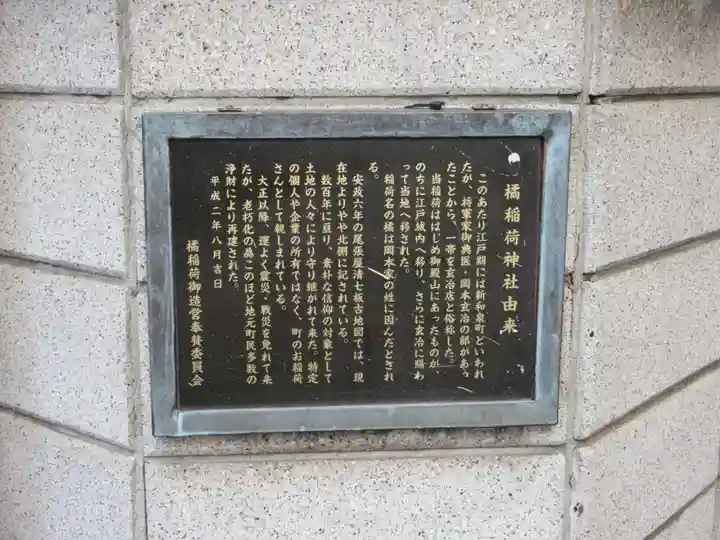 橘稲荷神社由来
このあたり江戸期には新和泉町といわれ
たが、将軍家御典医・岡本玄冶の邸があっ
たことから、一帯を玄冶店と俗称した。
当稲荷ははじめ御殿山にあったものが、
のちに江戸城内へ移り、さらに玄冶に賜わ
って当地へ移された。
稲荷名の橘は岡本家の姓に因んだとされ
る。
安政六年の尾張屋清七板古地図では、現
在地よりやや北側に記されている。
数百年に亘り、素朴な信仰の対象として
土地の人々により守り継がれて来た。特定
の個人や企業の所有ではなく、町のお稲荷
さんとして親しまれている。
大正以降、運よく震災・戦災を免れて来
たが、老朽化の為このほど地元町民多数の
浄財により再建された。
平成二年八月吉日
橘稲荷御造営奉賛委員会